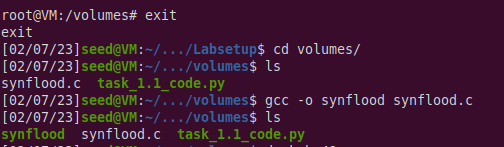 root@VM:/volumes# exit
exit
[02/07/23]seed@VM:~/.../Labsetup$ cd volumes/
[02/07/23]seed@VM:~/.../volumes$ ls
synflood.c  task_1.1_code.py
[02/07/23]seed@VM:~/.../volumes$ gcc -o synflood synflood.c
[02/07/23]seed@VM:~/.../volumes$ ls
synflood  synflood.c  task_1.1_code.py